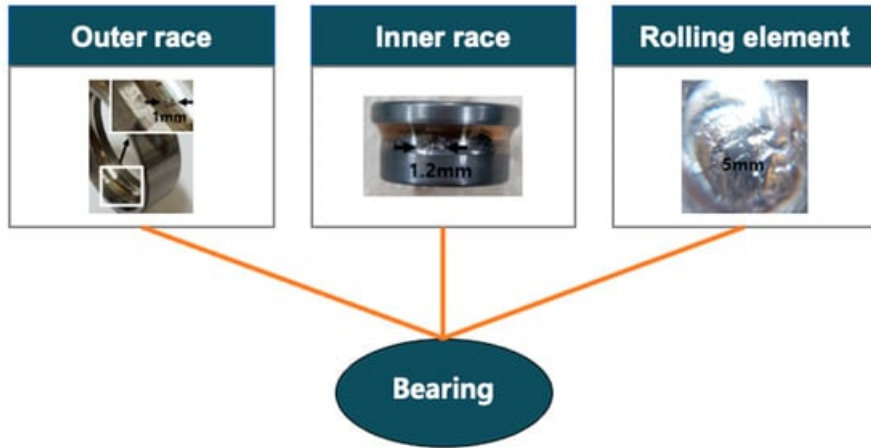 Outer race
Inner race
Rolling element
1mm
1.2mm
5mm
Bearing